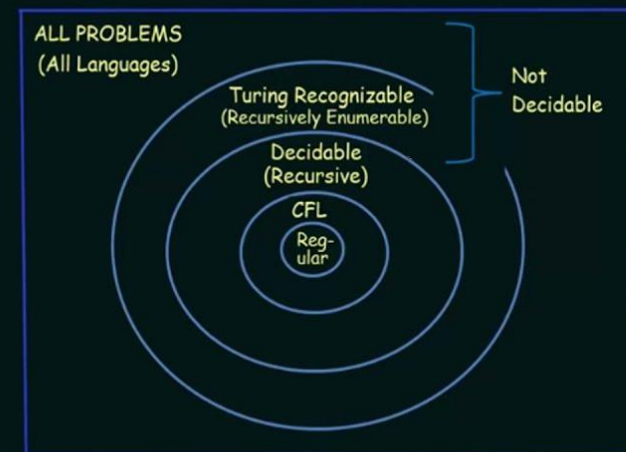 ALL PROBLEMS
(All Languages)
Turing Recognizable
(Recursively Enumerable)
Not
Decidable
Decidable
(Recursive)
CFL
Reg-
ular